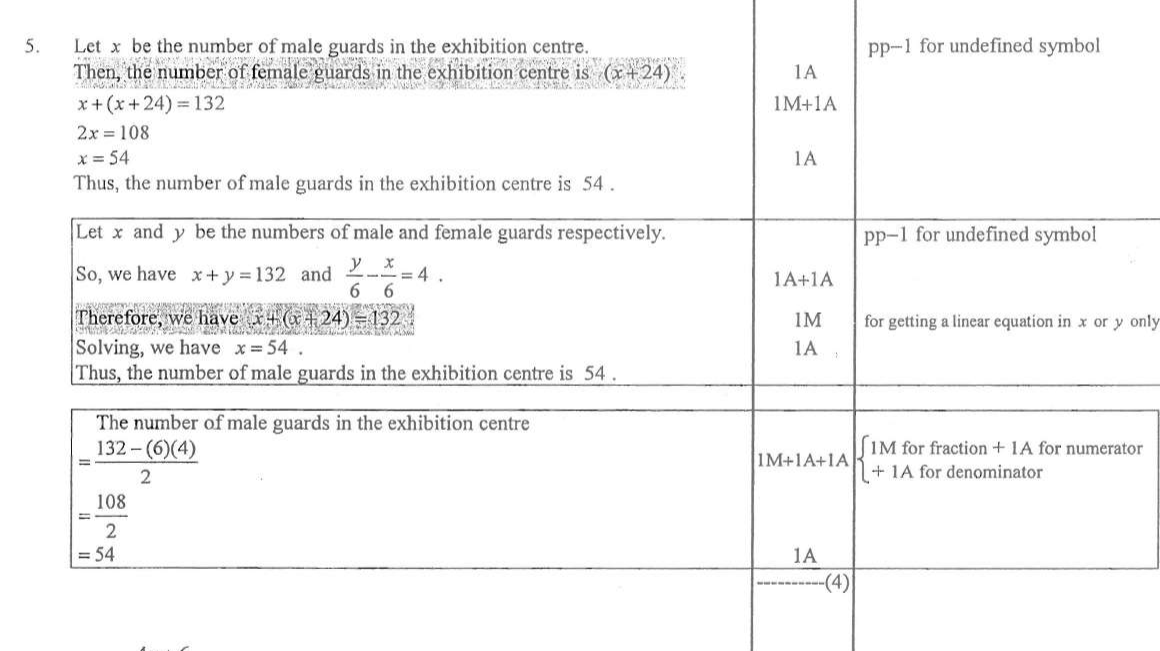 5. Let x be the number of male guards in the exhibition centre. pp−1 for undefined symbol
Then, the number of female guards in the exhibition centre is (x+24). 1A
x+(x+24)=132 1M+1A
2x=108
x=54 1A
Thus, the number of male guards in the exhibition centre is 54 .
Let x and y be the numbers of male and female guards respectively. pp−1 for undefined symbol
So, we have x+y=132 and y/6 − x/6 = 4 . 1A+1A
Therefore, we have x+(x+24)=132 . 1M for getting a linear equation in x or y only
Solving, we have x=54 . 1A
Thus, the number of male guards in the exhibition centre is 54 .
The number of male guards in the exhibition centre
= (132−(6)(4))/2 1M+1A+1A { 1M for fraction + 1A for numerator
+ 1A for denominator
= 108/2
= 54 1A
----------(4)